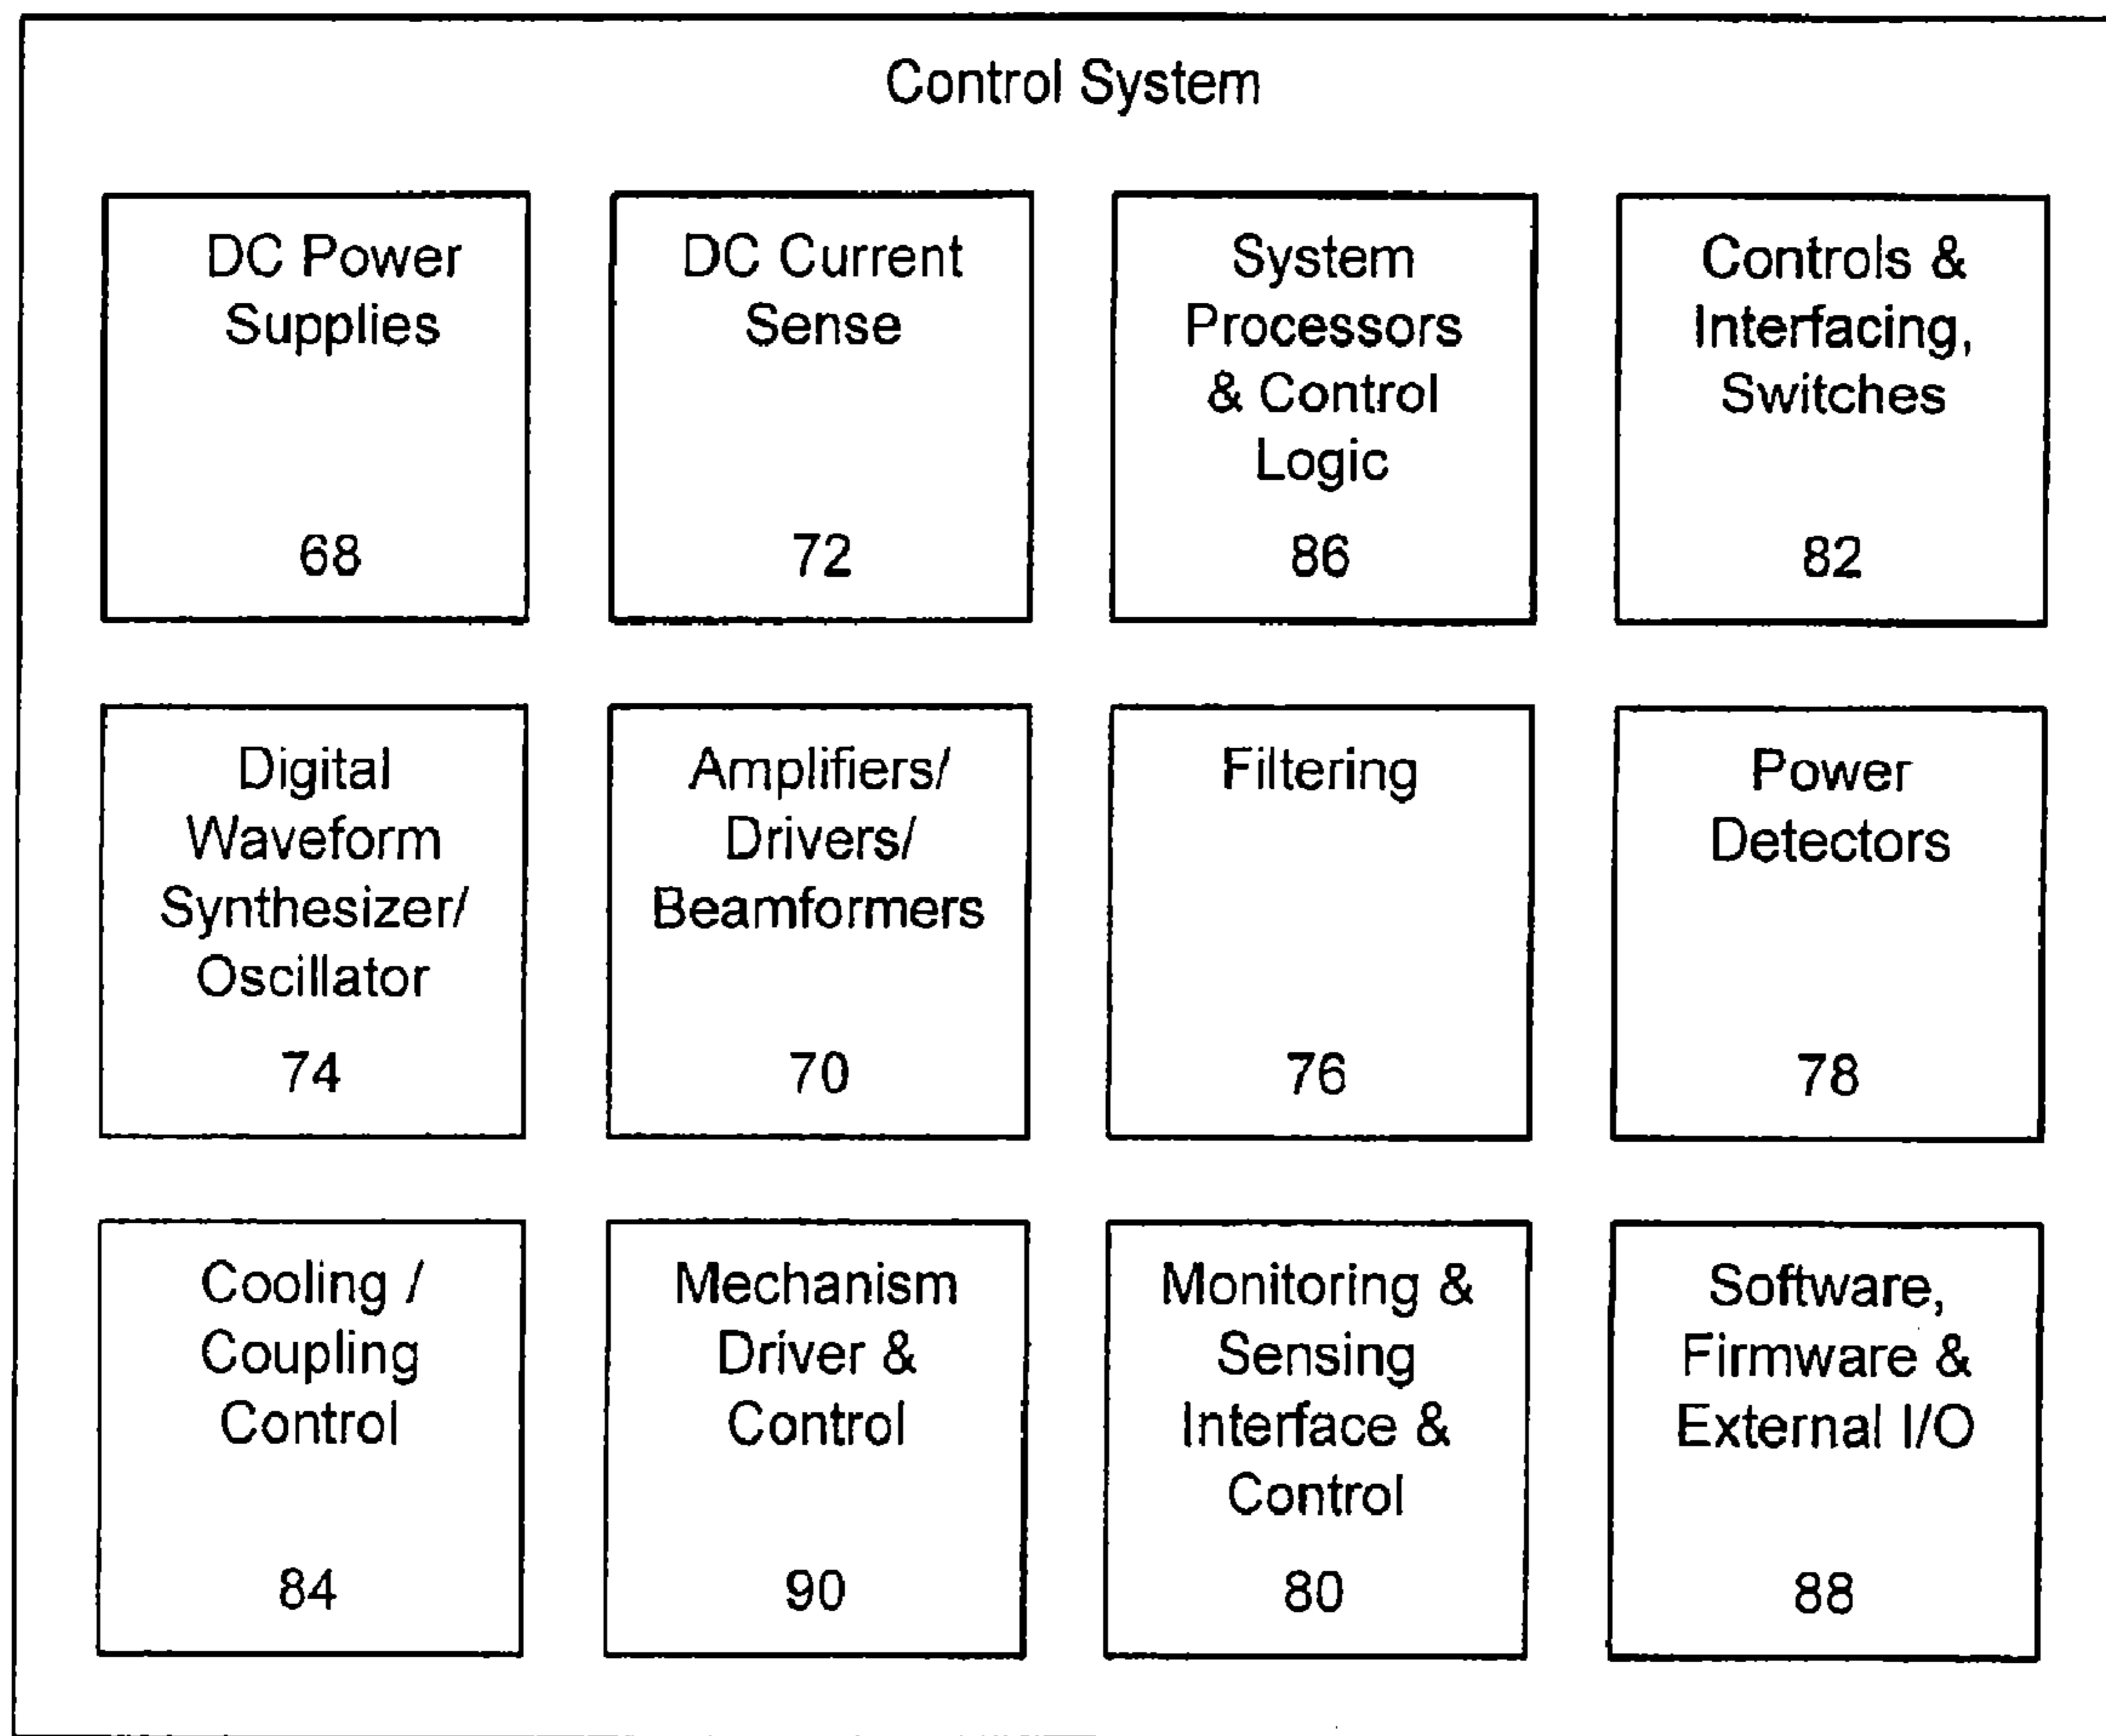 Control System
DC Power
Supplies
68
DC Current
Sense
72
System
Processors
& Control
Logic
86
Controls &
Interfacing,
Switches
82
Digital
Waveform
Synthesizer/
Oscillator
74
Amplifiers/
Drivers/
Beamformers
70
Filtering
76
Power
Detectors
78
Cooling /
Coupling
Control
84
Mechanism
Driver &
Control
90
Monitoring &
Sensing
Interface &
Control
80
Software,
Firmware &
External I/O
88